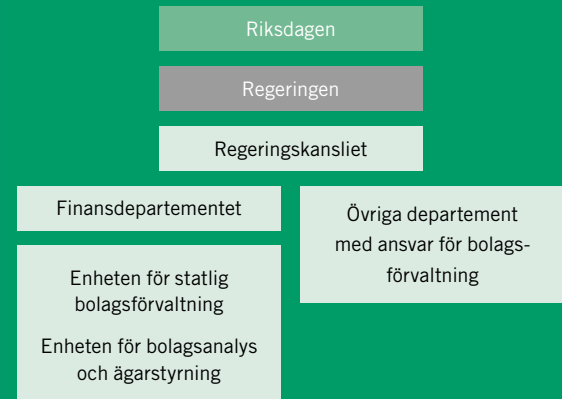 Riksdagen
Regeringen
Regeringskansliet
Finansdepartementet
Enheten för statlig
bolagsförvaltning
Enheten för bolagsanalys
och ägarstyrning
Övriga departement
med ansvar för bolags-
förvaltning